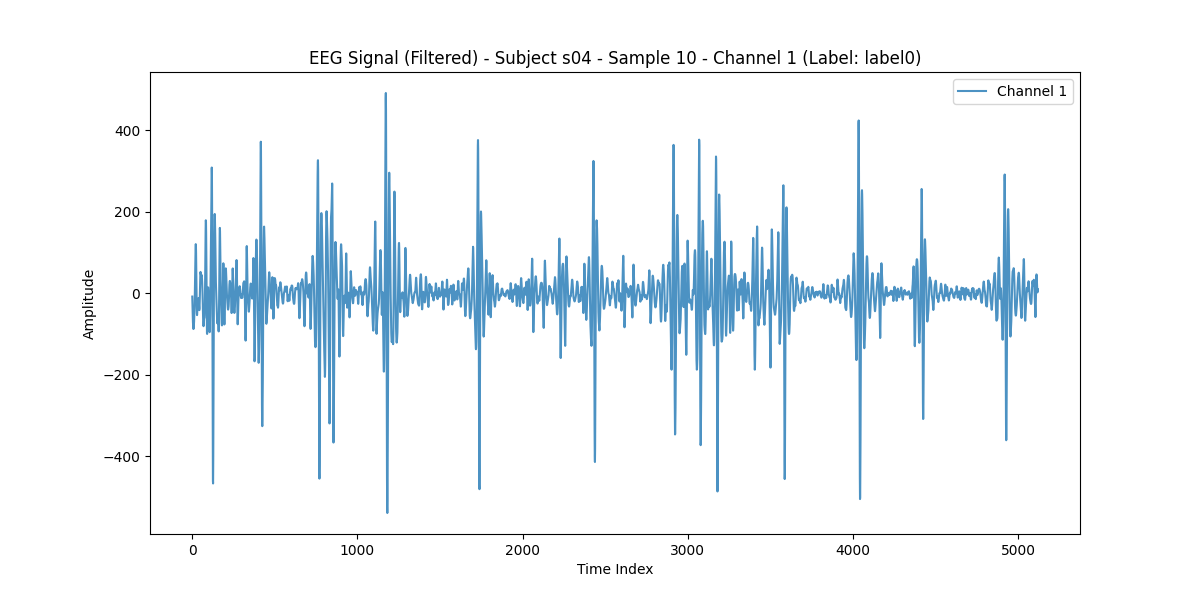 EEG Signal (Filtered) - Subject s04 - Sample 10 - Channel 1 (Label: label0)
Channel 1
400
200
0
−200
−400
Amplitude
0 1000 2000 3000 4000 5000
Time Index